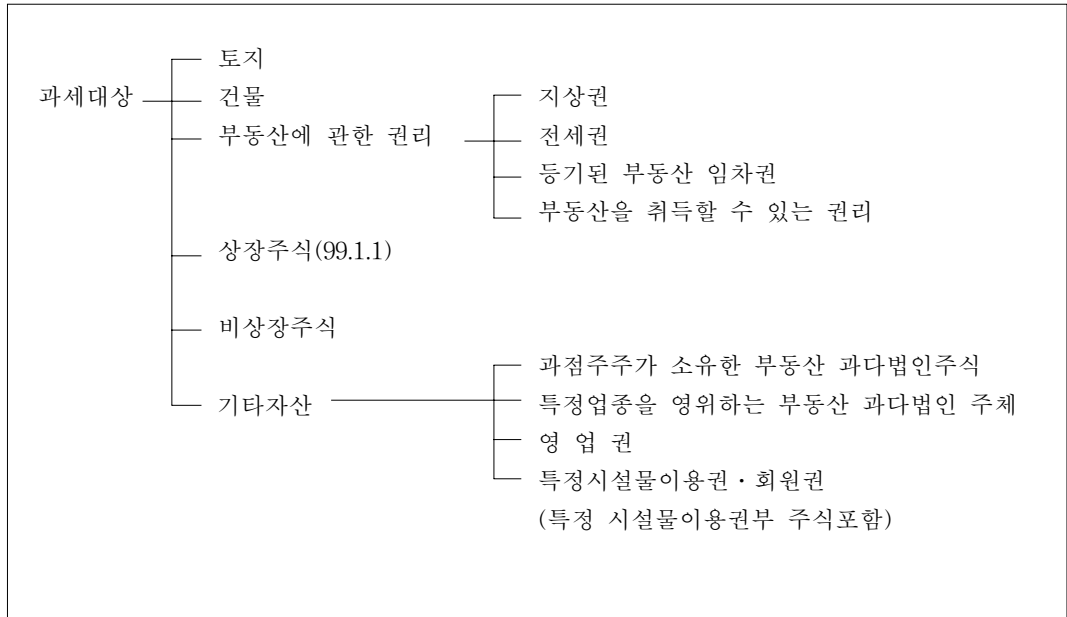 토지
과세대상
건물
지상권
부동산에 관한 권리
전세권
등기된 부동산 임차권
부동산을 취득할 수 있는 권리
상장주식(99.1.1)
비상장주식
과점주주가 소유한 부동산 과다법인주식
기타자산
특정업종을 영위하는 부동산 과다법인 주체
영 업 권
특정시설물이용권·회원권
(특정 시설물이용권부 주식포함)